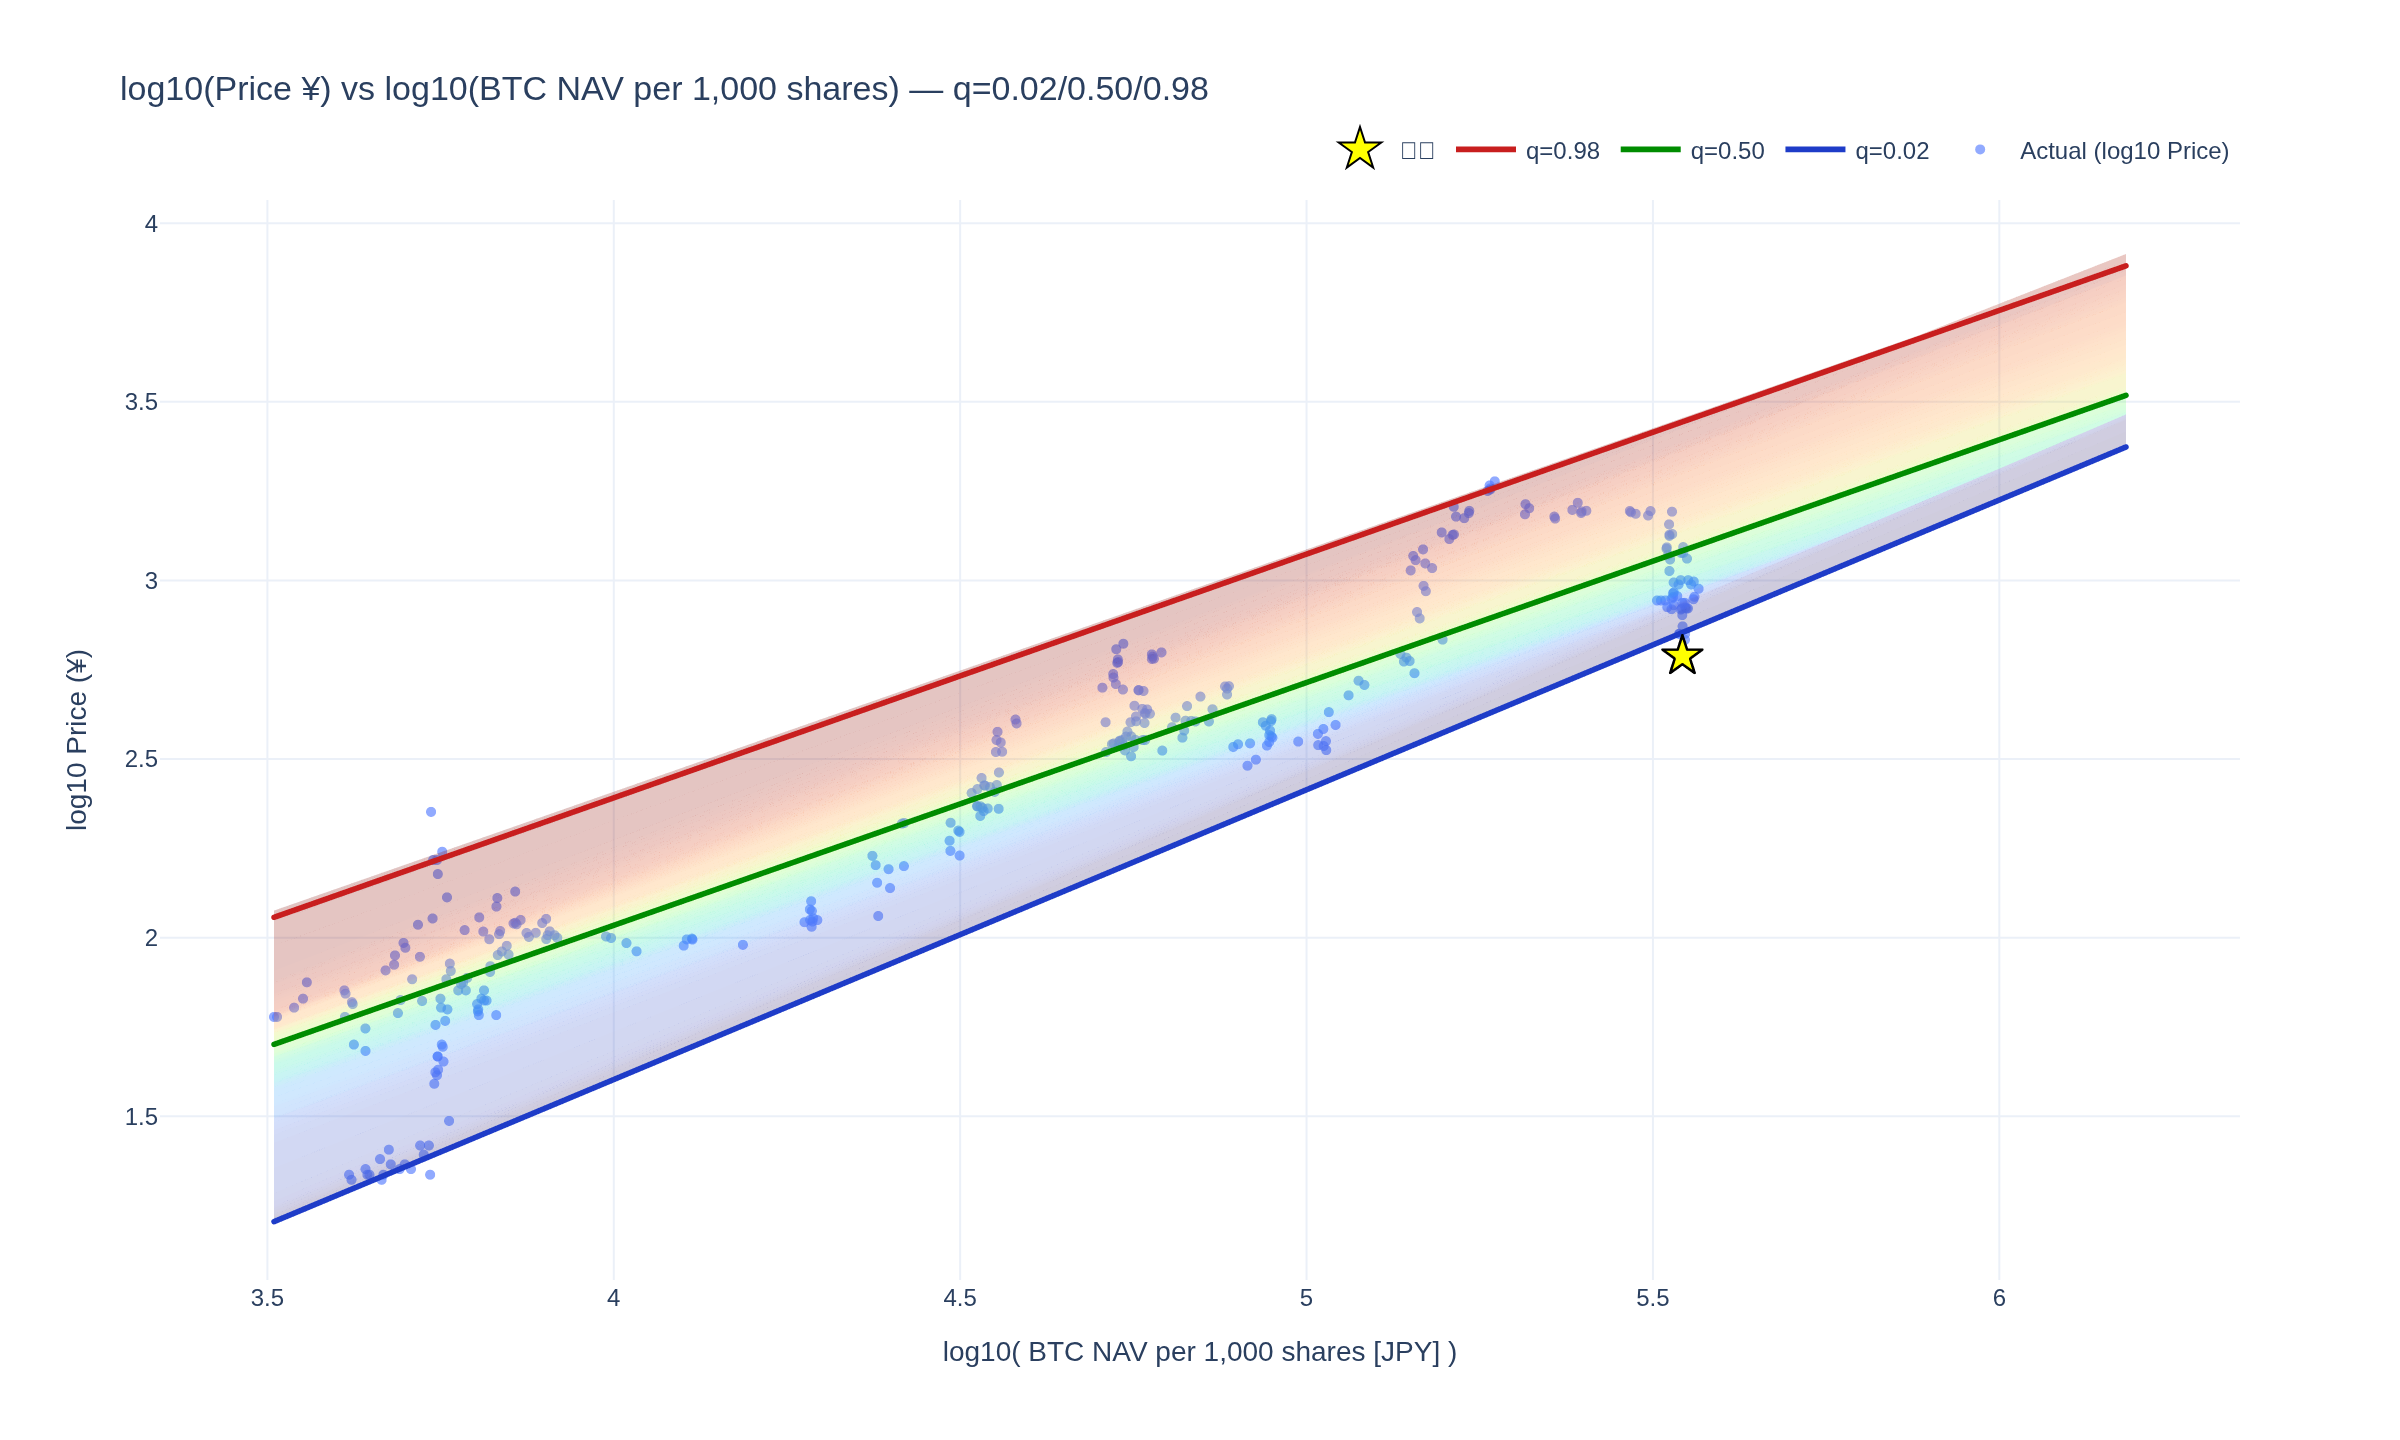 log10(Price ¥) vs log10(BTC NAV per 1,000 shares) — q=0.02/0.50/0.98
q=0.98 q=0.50 q=0.02 Actual (log10 Price)
4
3.5
3
2.5
2
1.5
log10 Price (¥)
3.5 4 4.5 5 5.5 6
log10( BTC NAV per 1,000 shares [JPY] )